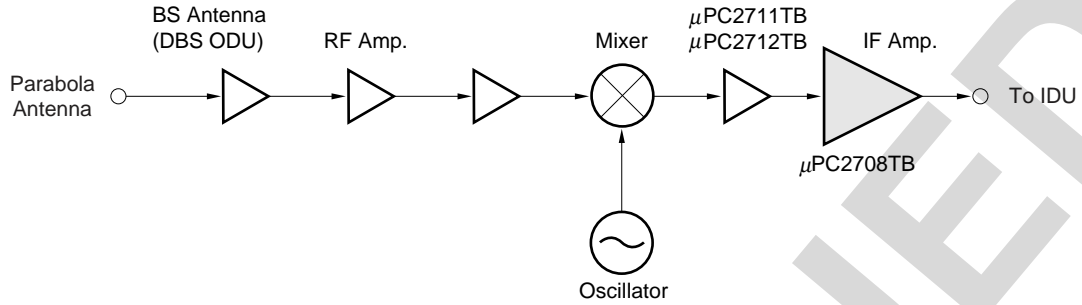 BS Antenna
(DBS ODU)
RF Amp.
Mixer
μPC2711TB
μPC2712TB
IF Amp.
Parabola
Antenna
To IDU
μPC2708TB
Oscillator